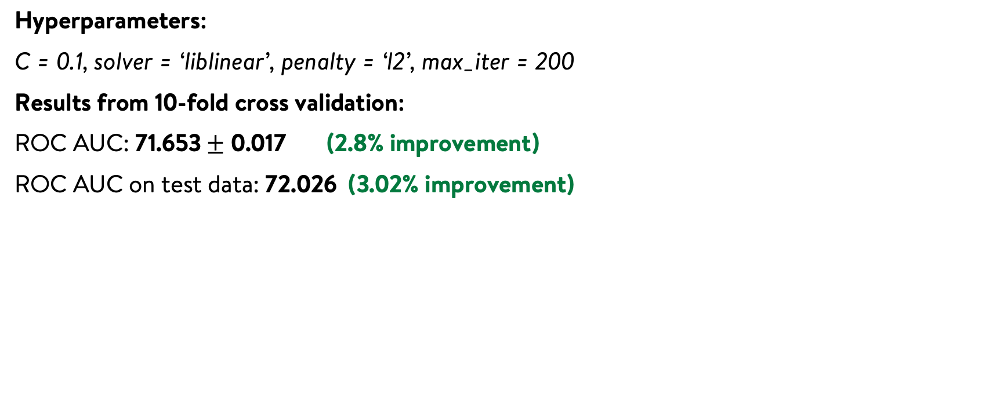 Hyperparameters:
C = 0.1, solver = ‘liblinear’, penalty = ‘l2’, max_iter = 200
Results from 10-fold cross validation:
ROC AUC: 71.653 ± 0.017 (2.8% improvement)
ROC AUC on test data: 72.026 (3.02% improvement)